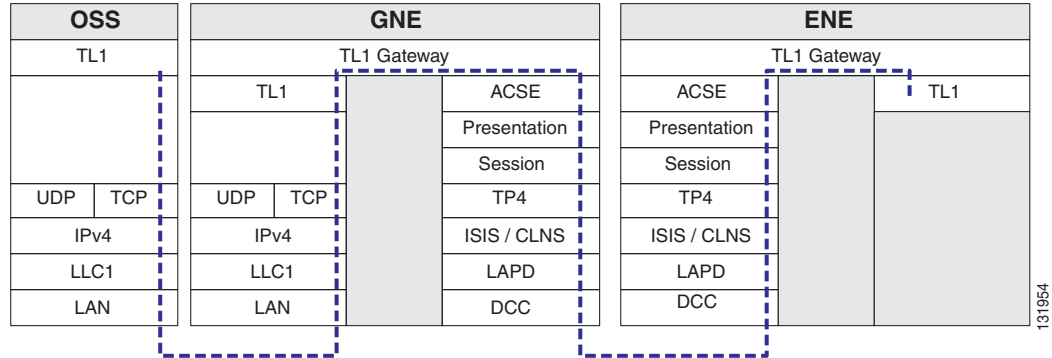 OSS GNE ENE
TL1 TL1 Gateway TL1 Gateway
TL1 ACSE ACSE TL1
Presentation Presentation
Session Session
UDP TCP UDP TCP TP4 TP4
IPv4 IPv4 ISIS / CLNS ISIS / CLNS
LLC1 LLC1 LAPD LAPD
LAN LAN DCC DCC
131954